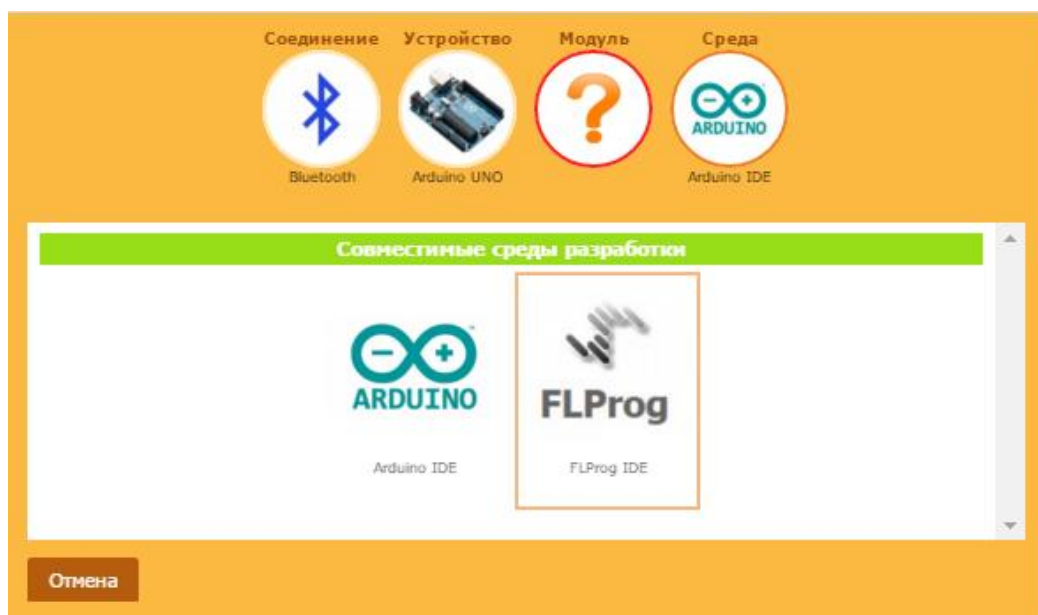 Соединение Устройство Модуль Среда
ARDUINO
Bluetooth Arduino UNO Arduino IDE
Совместимые среды разработки
ARDUINO FLProg
Arduino IDE FLProg IDE
Отмена